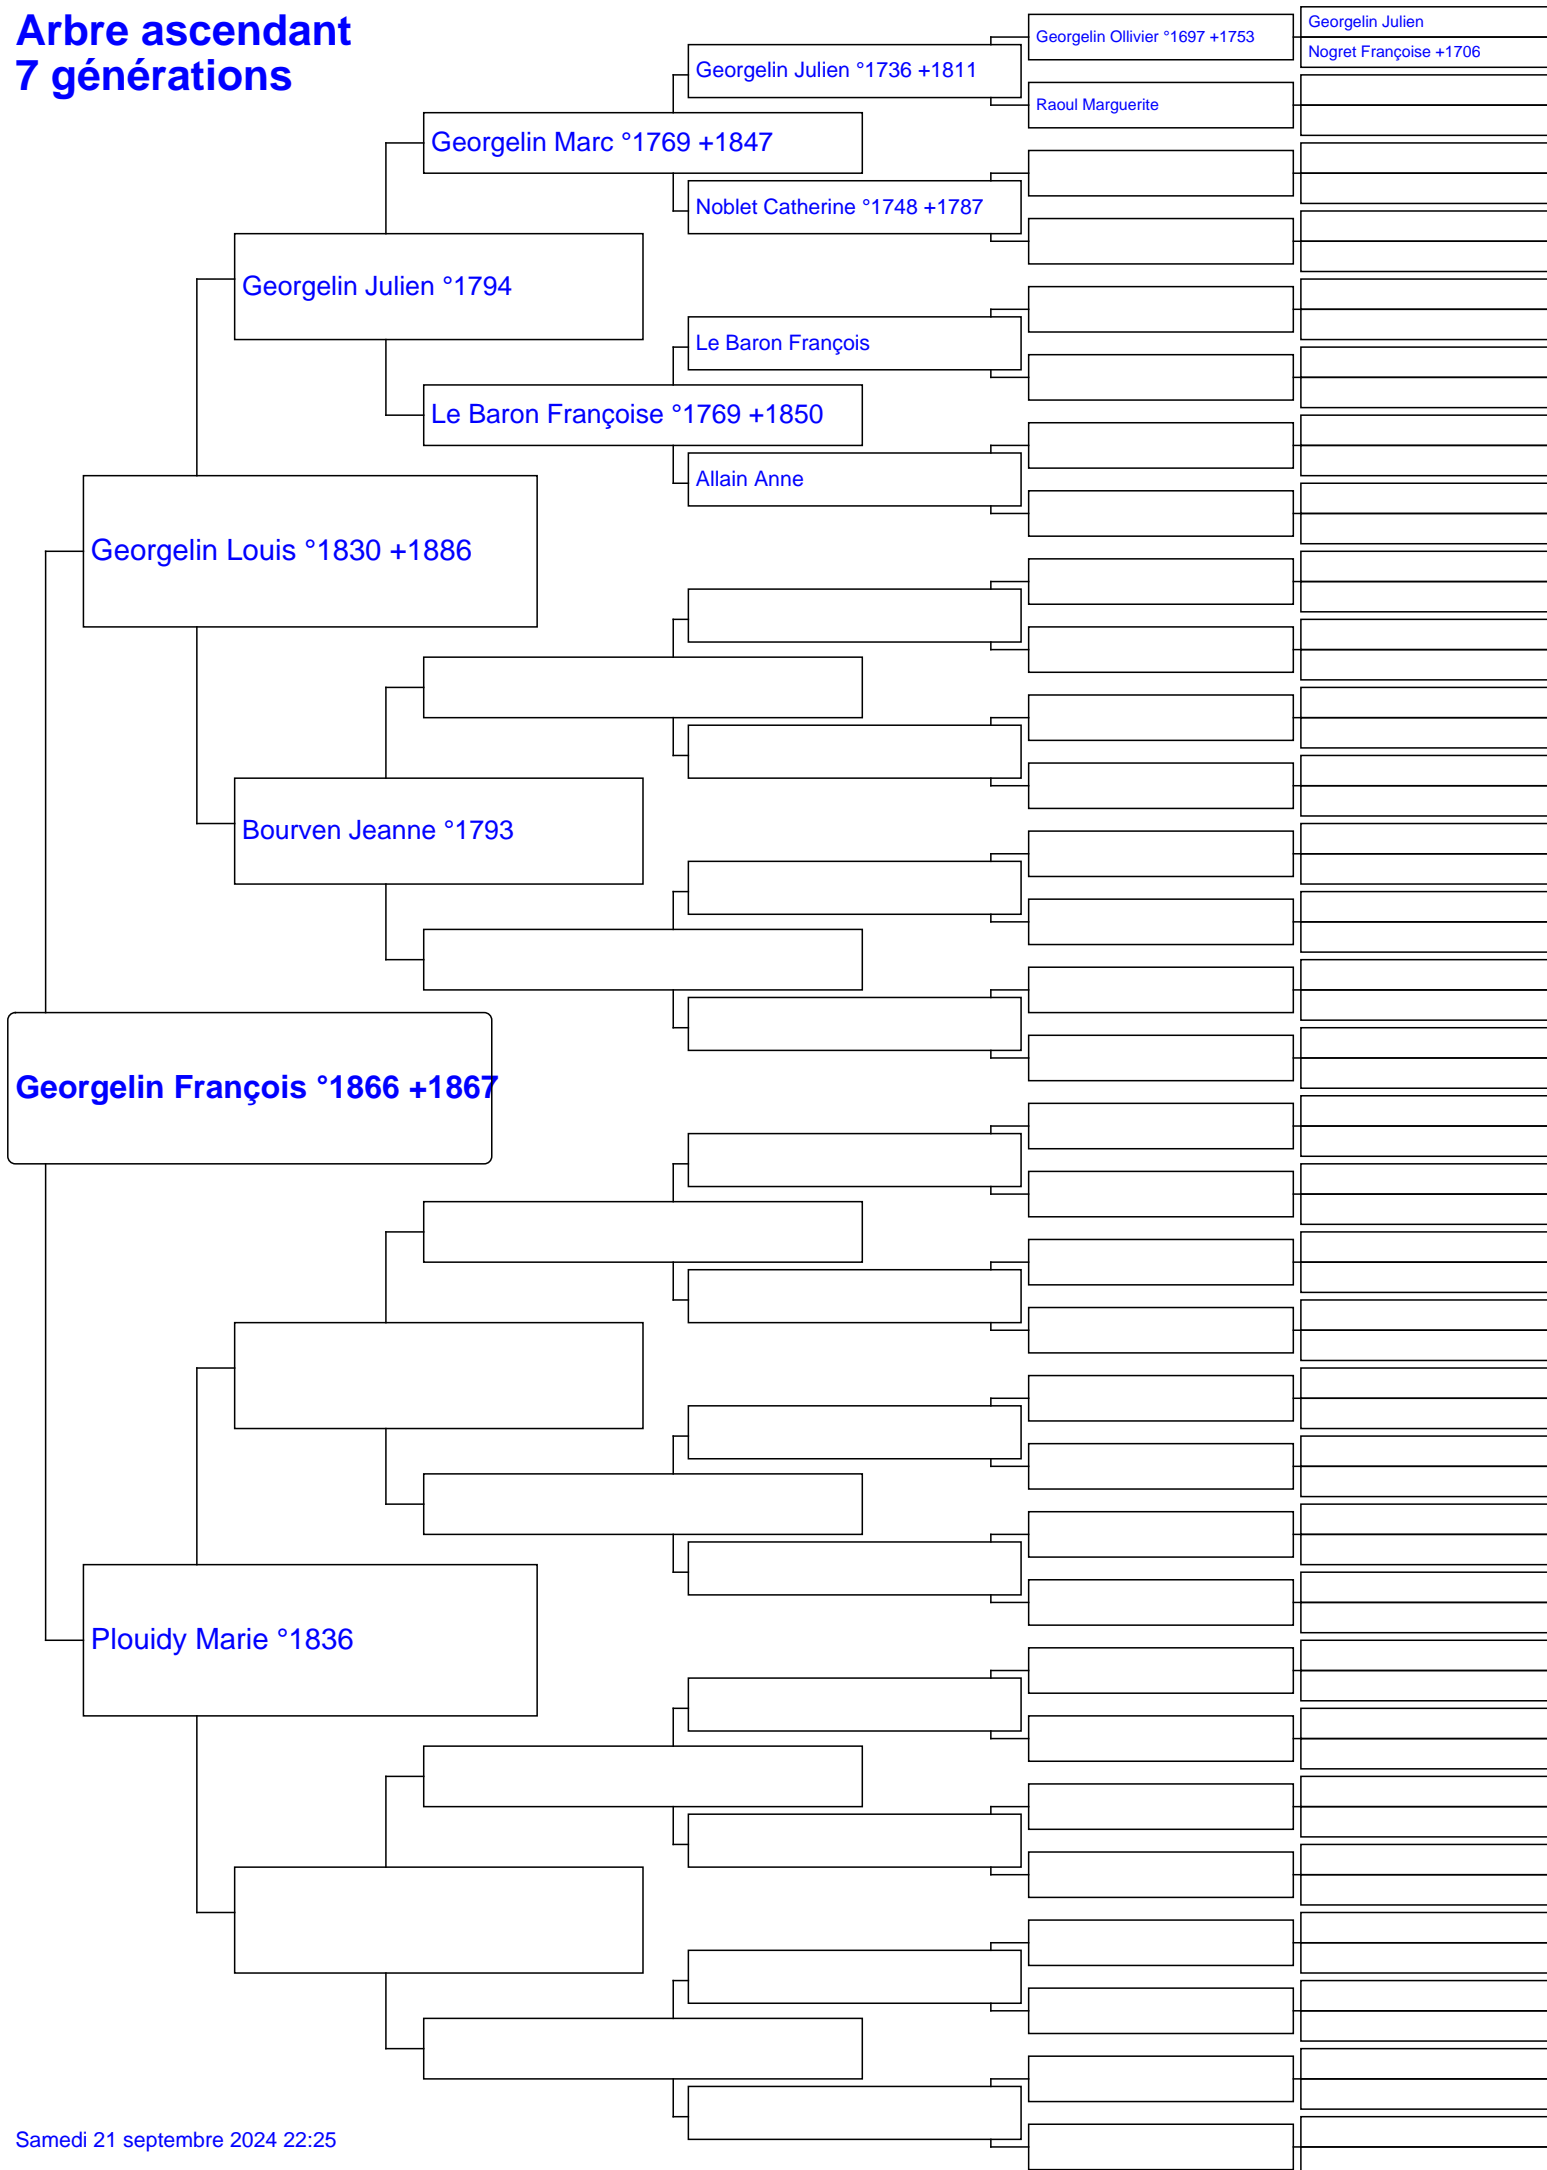 Arbre ascendant
7 générations
Georgelin Julien
Georgelin Ollivier °1697 +1753
Nogret Françoise +1706
Georgelin Julien °1736 +1811
Raoul Marguerite
Georgelin Marc °1769 +1847
Noblet Catherine °1748 +1787
Georgelin Julien °1794
Le Baron François
Le Baron Françoise °1769 +1850
Allain Anne
Georgelin Louis °1830 +1886
Bourven Jeanne °1793
Georgelin François °1866 +1867
Plouidy Marie °1836
Samedi 21 septembre 2024 22:25